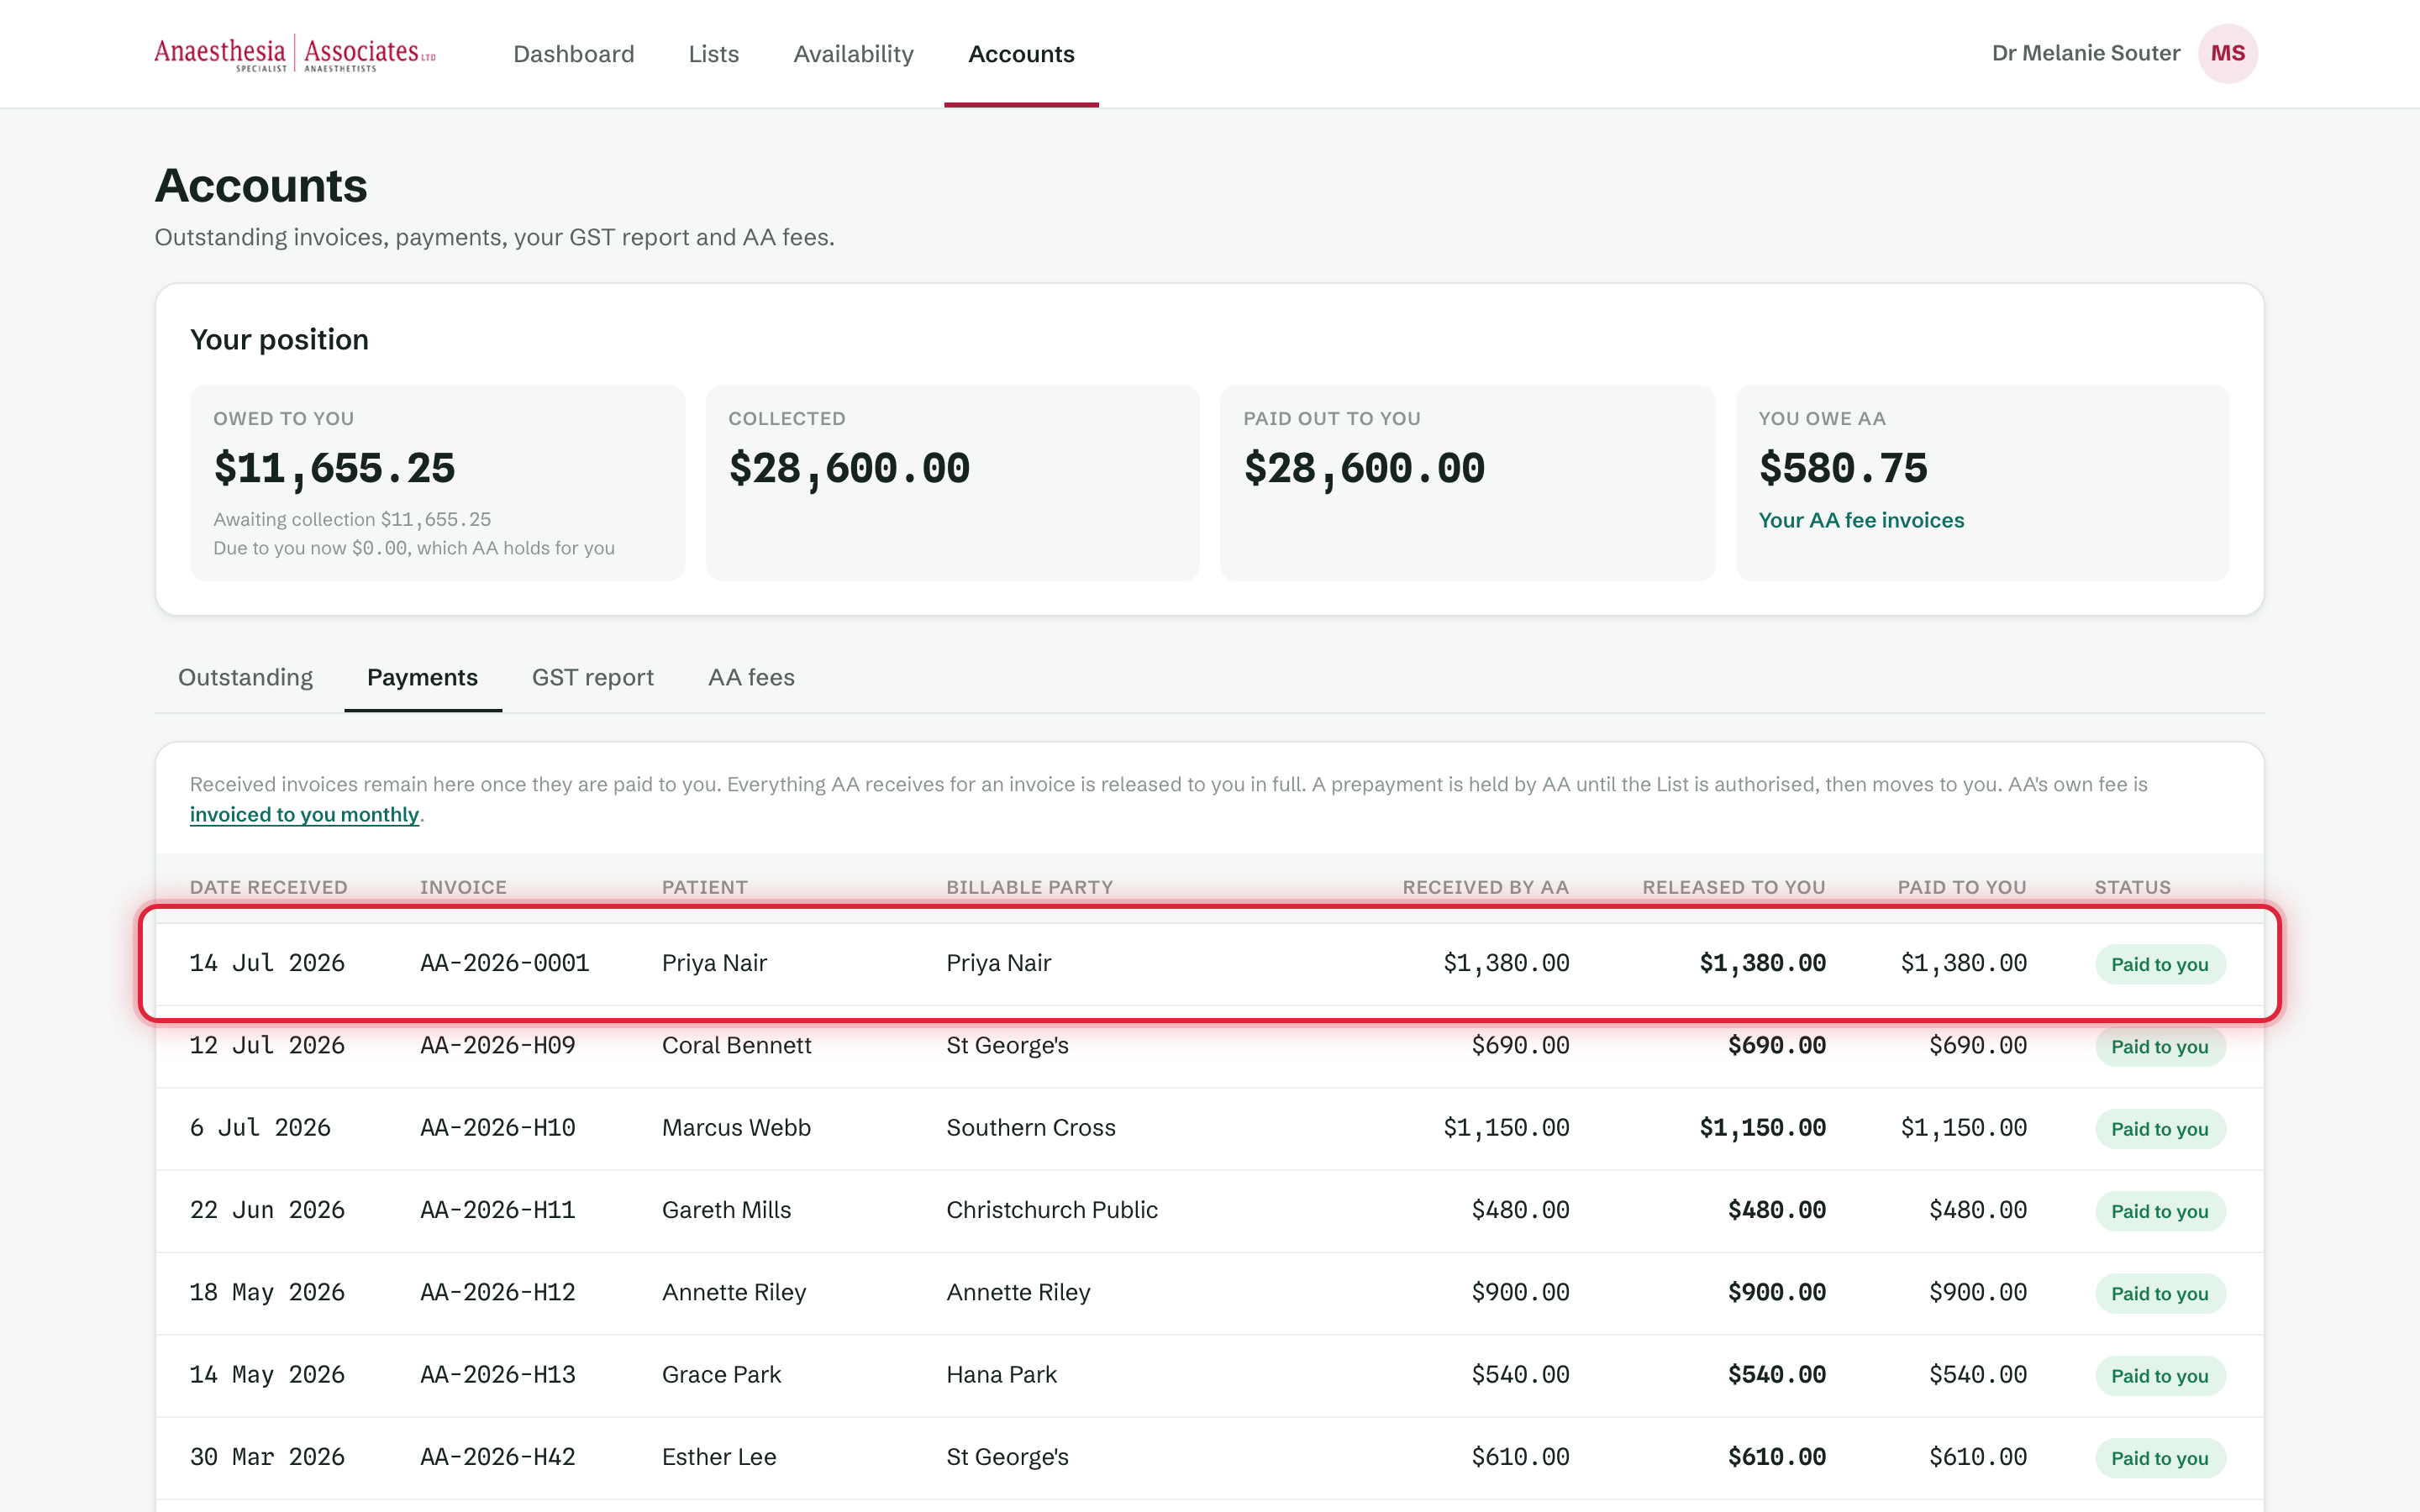 Anaesthesia | Associates LTD
SPECIALIST ANAESTHETISTS
Dashboard
Lists
Availability
Accounts
Dr Melanie Souter
MS
Accounts
Outstanding invoices, payments, your GST report and AA fees.
Your position
OWED TO YOU
$11,655.25
Awaiting collection $11,655.25
Due to you now $0.00, which AA holds for you
COLLECTED
$28,600.00
PAID OUT TO YOU
$28,600.00
YOU OWE AA
$580.75
Your AA fee invoices
Outstanding
Payments
GST report
AA fees
Received invoices remain here once they are paid to you. Everything AA receives for an invoice is released to you in full. A prepayment is held by AA until the List is authorised, then moves to you. AA's own fee is
invoiced to you monthly.
DATE RECEIVED INVOICE PATIENT BILLABLE PARTY RECEIVED BY AA RELEASED TO YOU PAID TO YOU STATUS
14 Jul 2026 AA-2026-0001 Priya Nair Priya Nair $1,380.00 $1,380.00 $1,380.00 Paid to you
12 Jul 2026 AA-2026-H09 Coral Bennett St George's $690.00 $690.00 $690.00 Paid to you
6 Jul 2026 AA-2026-H10 Marcus Webb Southern Cross $1,150.00 $1,150.00 $1,150.00 Paid to you
22 Jun 2026 AA-2026-H11 Gareth Mills Christchurch Public $480.00 $480.00 $480.00 Paid to you
18 May 2026 AA-2026-H12 Annette Riley Annette Riley $900.00 $900.00 $900.00 Paid to you
14 May 2026 AA-2026-H13 Grace Park Hana Park $540.00 $540.00 $540.00 Paid to you
30 Mar 2026 AA-2026-H42 Esther Lee St George's $610.00 $610.00 $610.00 Paid to you